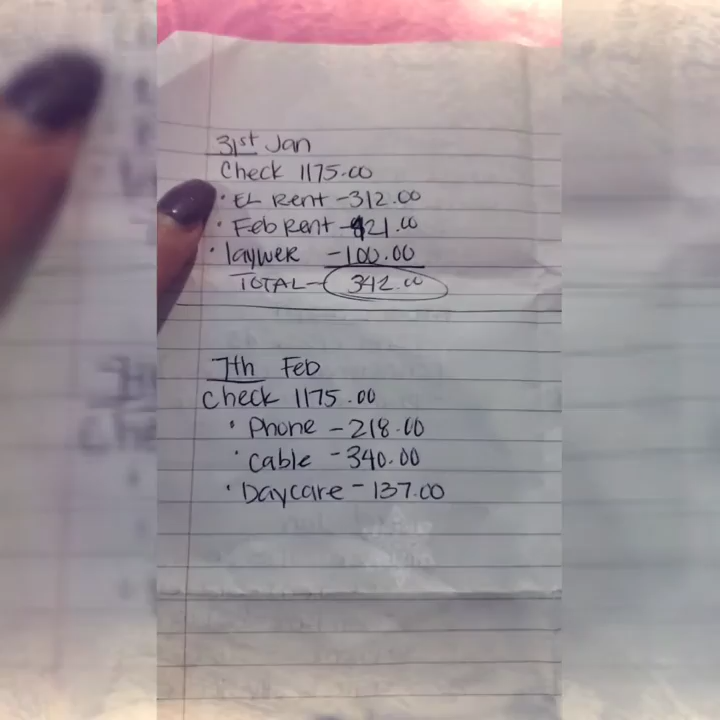 31st Jan
Check 1175.00
• EL Rent -312.00
• Feb Rent -421.00
• laywer -100.00
TOTAL - 342.00
7th Feb
Check 1175.00
• Phone - 218.00
• Cable - 340.00
• Daycare - 137.00